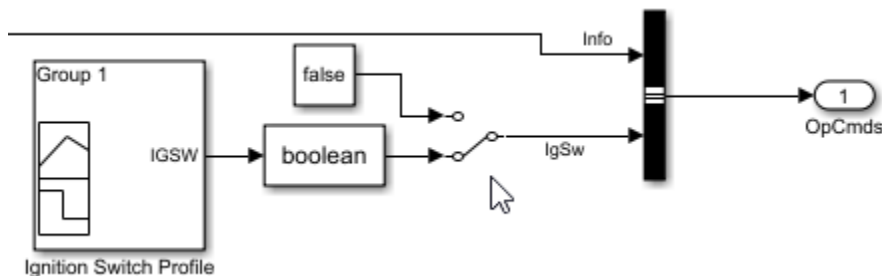 Info
Group 1
false
1
OpCmds
IGSW
boolean
IgSw
Ignition Switch Profile